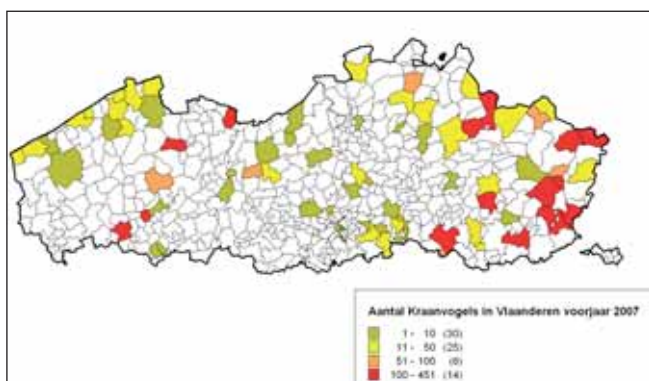 Aantal Kraanvogels in Vlaanderen voorjaar 2007
1 - 10 (30)
11 - 50 (25)
51 - 100 (8)
100 - 451 (14)